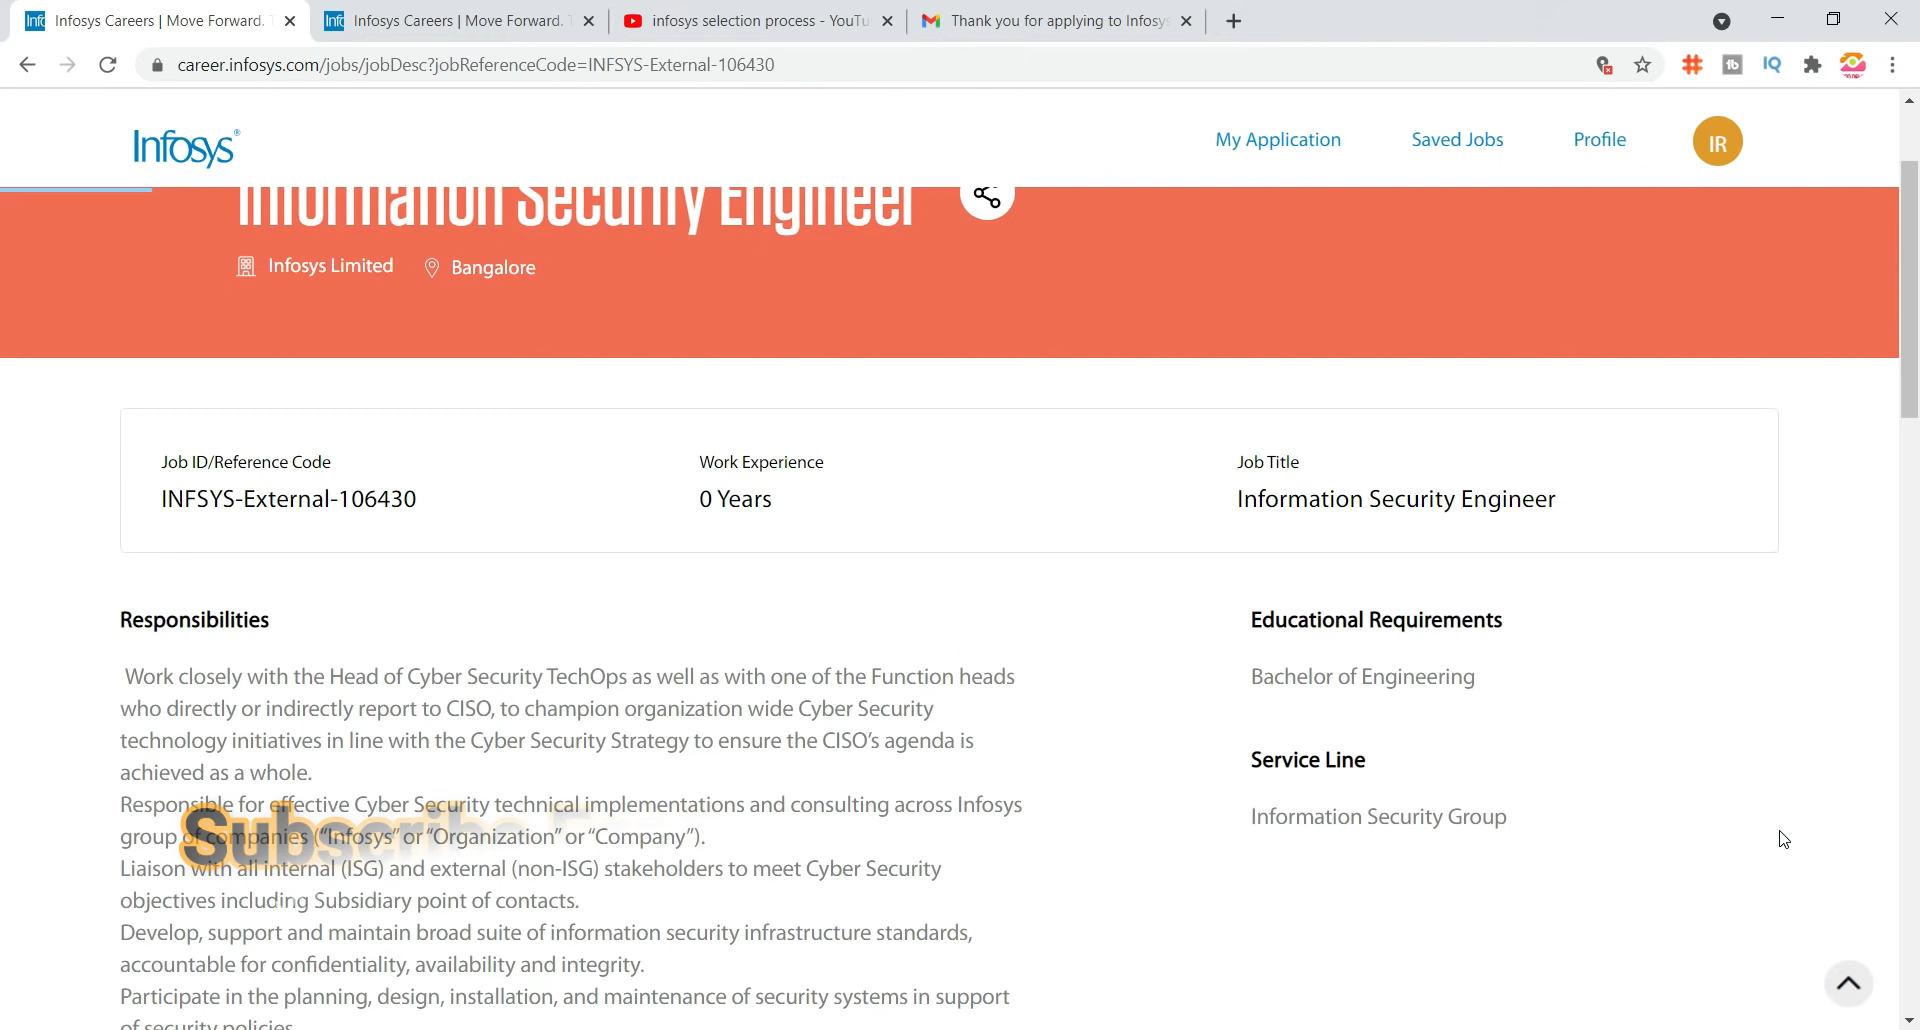 Infosys Careers | Move Forward.
Infosys Careers | Move Forward.
infosys selection process - YouTu
Thank you for applying to Infosys
career.infosys.com/jobs/jobDesc?jobReferenceCode=INFSYS-External-106430
Infosys
My Application
Saved Jobs
Profile
IR
Information Security Engineer
Infosys Limited
Bangalore
Job ID/Reference Code
Work Experience
Job Title
INFSYS-External-106430
0 Years
Information Security Engineer
Responsibilities
Work closely with the Head of Cyber Security TechOps as well as with one of the Function heads
who directly or indirectly report to CISO, to champion organization wide Cyber Security
technology initiatives in line with the Cyber Security Strategy to ensure the CISO's agenda is
achieved as a whole.
Responsible for effective Cyber Security technical implementations and consulting across Infosys
group of companies ("Infosys" or "Organization" or "Company").
Liaison with all internal (ISG) and external (non-ISG) stakeholders to meet Cyber Security
objectives including Subsidiary point of contacts.
Develop, support and maintain broad suite of information security infrastructure standards,
accountable for confidentiality, availability and integrity.
Participate in the planning, design, installation, and maintenance of security systems in support
of security policies
Subscribe
Educational Requirements
Bachelor of Engineering
Service Line
Information Security Group